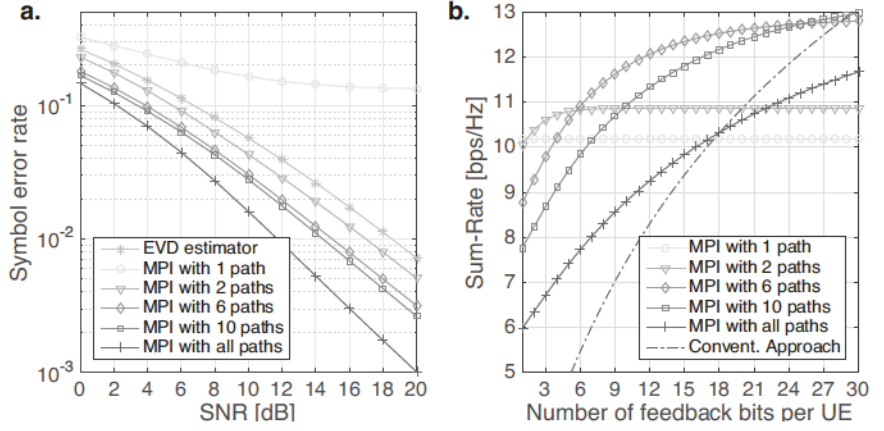 a.
Symbol error rate
10-1
10-2
10-3
EVD estimator
MPI with 1 path
MPI with 2 paths
MPI with 6 paths
MPI with 10 paths
MPI with all paths
0 2 4 6 8 10 12 14 16 18 20
SNR [dB]
b.
Sum-Rate [bps/Hz]
13
12
11
10
9
8
7
6
5
MPI with 1 path
MPI with 2 paths
MPI with 6 paths
MPI with 10 paths
MPI with all paths
Convent. Approach
3 6 9 12 15 18 21 24 27 30
Number of feedback bits per UE